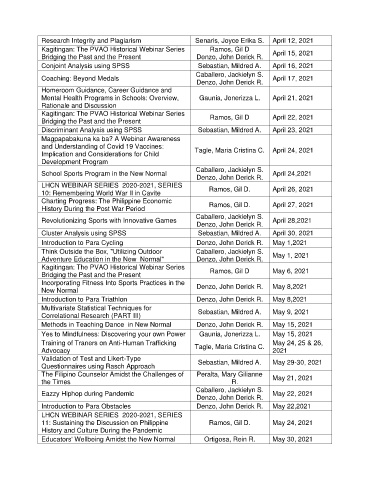 Research Integrity and Plagiarism Senaris, Joyce Erika S. April 12, 2021
Kagitingan: The PVAO Historical Webinar Series
Bridging the Past and the Present
Ramos, Gil D
Denzo, John Derick R.
April 15, 2021
Conjoint Analysis using SPSS Sebastian, Mildred A. April 16, 2021
Coaching: Beyond Medals
Caballero, Jackielyn S.
Denzo, John Derick R.
April 17, 2021
Homeroom Guidance, Career Guidance and
Mental Health Programs in Schools: Overview,
Rationale and Discussion
Gaunia, Jonerizza L.
April 21, 2021
Kagitingan: The PVAO Historical Webinar Series
Bridging the Past and the Present
Ramos, Gil D
April 22, 2021
Discriminant Analysis using SPSS Sebastian, Mildred A. April 23, 2021
Magpapabakuna ka ba? A Webinar Awareness
and Understanding of Covid 19 Vaccines:
Implication and Considerations for Child
Development Program
Tagle, Maria Cristina C.
April 24, 2021
School Sports Program in the New Normal
Caballero, Jackielyn S.
Denzo, John Derick R.
April 24,2021
LHCN WEBINAR SERIES 2020-2021, SERIES
10: Remembering World War II in Cavite
Ramos, Gil D.
April 26, 2021
Charting Progress: The Philippine Economic
History During the Post War Period
Ramos, Gil D.
April 27, 2021
Revolutionizing Sports with Innovative Games
Caballero, Jackielyn S.
Denzo, John Derick R.
April 28,2021
Cluster Analysis using SPSS Sebastian, Mildred A. April 30, 2021
Introduction to Para Cycling Denzo, John Derick R. May 1,2021
Think Outside the Box, "Utilizing Outdoor
Adventure Education in the New Normal"
Caballero, Jackielyn S.
Denzo, John Derick R.
May 1, 2021
Kagitingan: The PVAO Historical Webinar Series
Bridging the Past and the Present
Ramos, Gil D
May 6, 2021
Incorporating Fitness Into Sports Practices in the
New Normal
Denzo, John Derick R.
May 8,2021
Introduction to Para Triathlon Denzo, John Derick R. May 8,2021
Multivariate Statistical Techniques for
Correlational Research (PART III)
Sebastian, Mildred A.
May 9, 2021
Methods in Teaching Dance in New Normal Denzo, John Derick R. May 15, 2021
Yes to Mindfulness: Discovering your own Power Gaunia, Jonerizza L. May 15, 2021
Training of Traners on Anti-Human Trafficking
Advocacy
Tagle, Maria Cristina C.
May 24, 25 & 26,
2021
Validation of Test and Likert-Type
Questionnaires using Rasch Approach
Sebastian, Mildred A.
May 29-30, 2021
The Filipino Counselor Amidst the Challenges of
the Times
Peralta, Mary Gilianne
R.
May 21, 2021
Eazzy Hiphop during Pandemic
Caballero, Jackielyn S.
Denzo, John Derick R.
May 22, 2021
Introduction to Para Obstacles Denzo, John Derick R. May 22,2021
LHCN WEBINAR SERIES 2020-2021, SERIES
11: Sustaining the Discussion on Philippine
History and Culture During the Pandemic
Ramos, Gil D.
May 24, 2021
Educators' Wellbeing Amidst the New Normal Ortigosa, Rein R. May 30, 2021